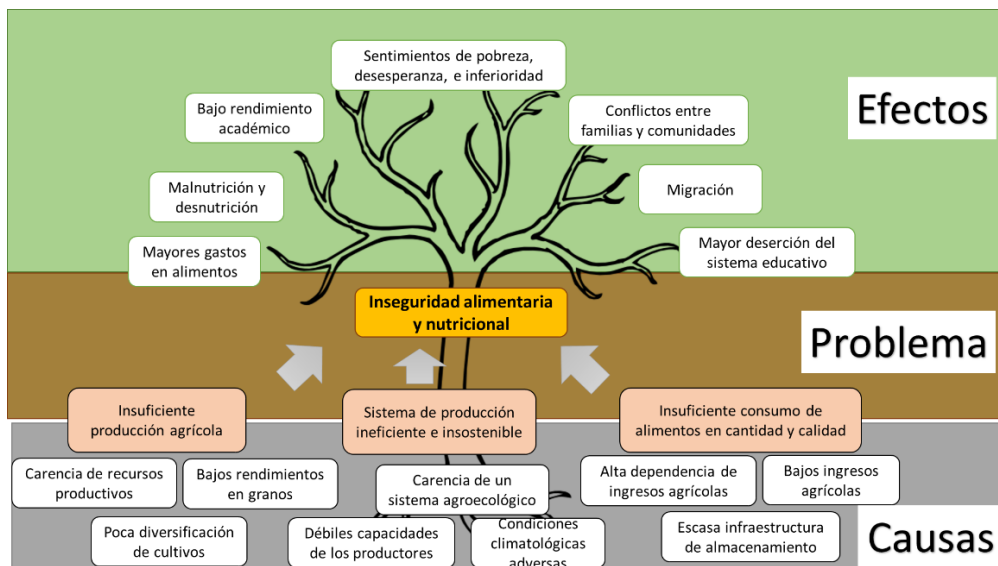 Sentimientos de pobreza,
desesperanza, e inferioridad
Efectos
Bajo rendimiento
académico
Conflictos entre
familias y comunidades
Malnutrición y
desnutrición
Migración
Mayores gastos
en alimentos
Mayor deserción del
sistema educativo
Inseguridad alimentaria
y nutricional
Problema
Insuficiente
producción agrícola
Sistema de producción
ineficiente e insostenible
Insuficiente consumo de
alimentos en cantidad y calidad
Carencia de recursos
productivos
Bajos rendimientos
en granos
Carencia de un
sistema agroecológico
Alta dependencia de
ingresos agrícolas
Bajos ingresos
agrícolas
Poca diversificación
de cultivos
Débiles capacidades
de los productores
Condiciones
climatológicas
adversas
Escasa infraestructura
de almacenamiento
Causas